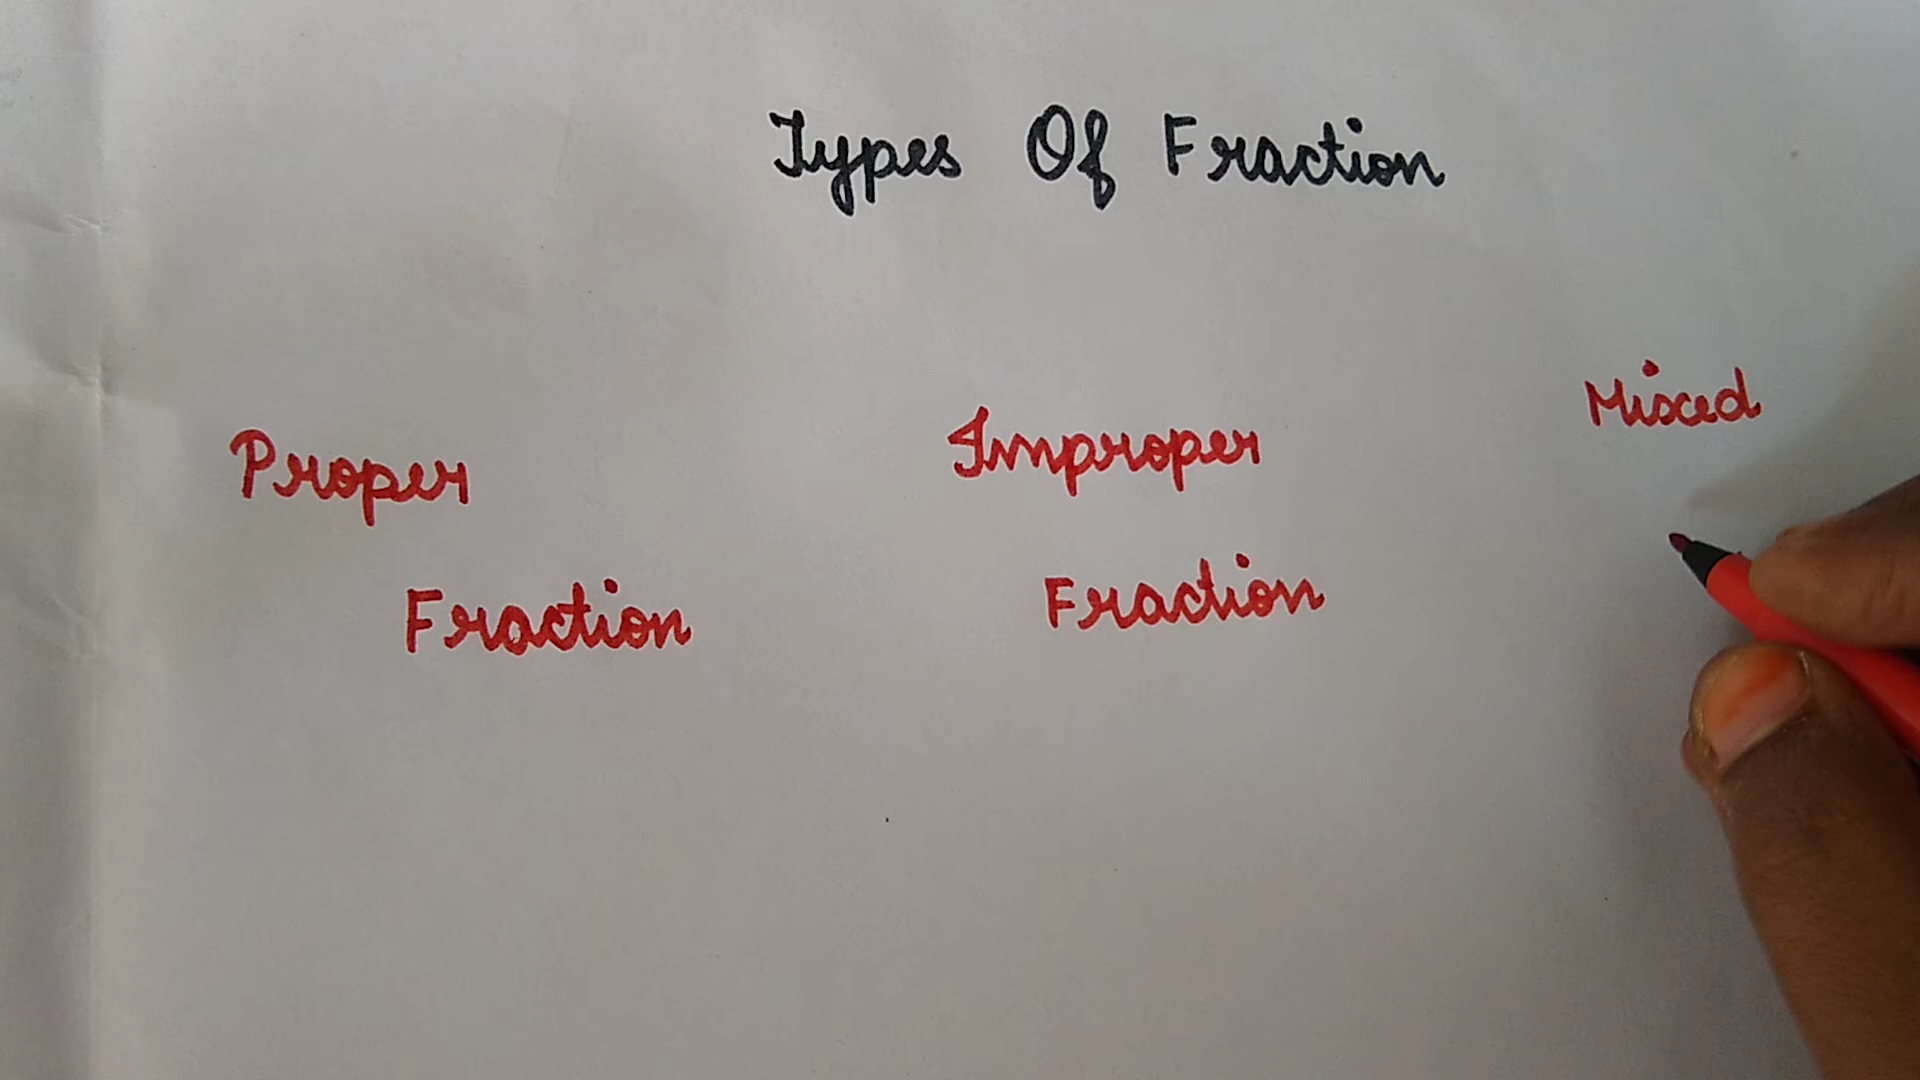 Types Of Fraction
Proper
Fraction
Improper
Fraction
Mixed